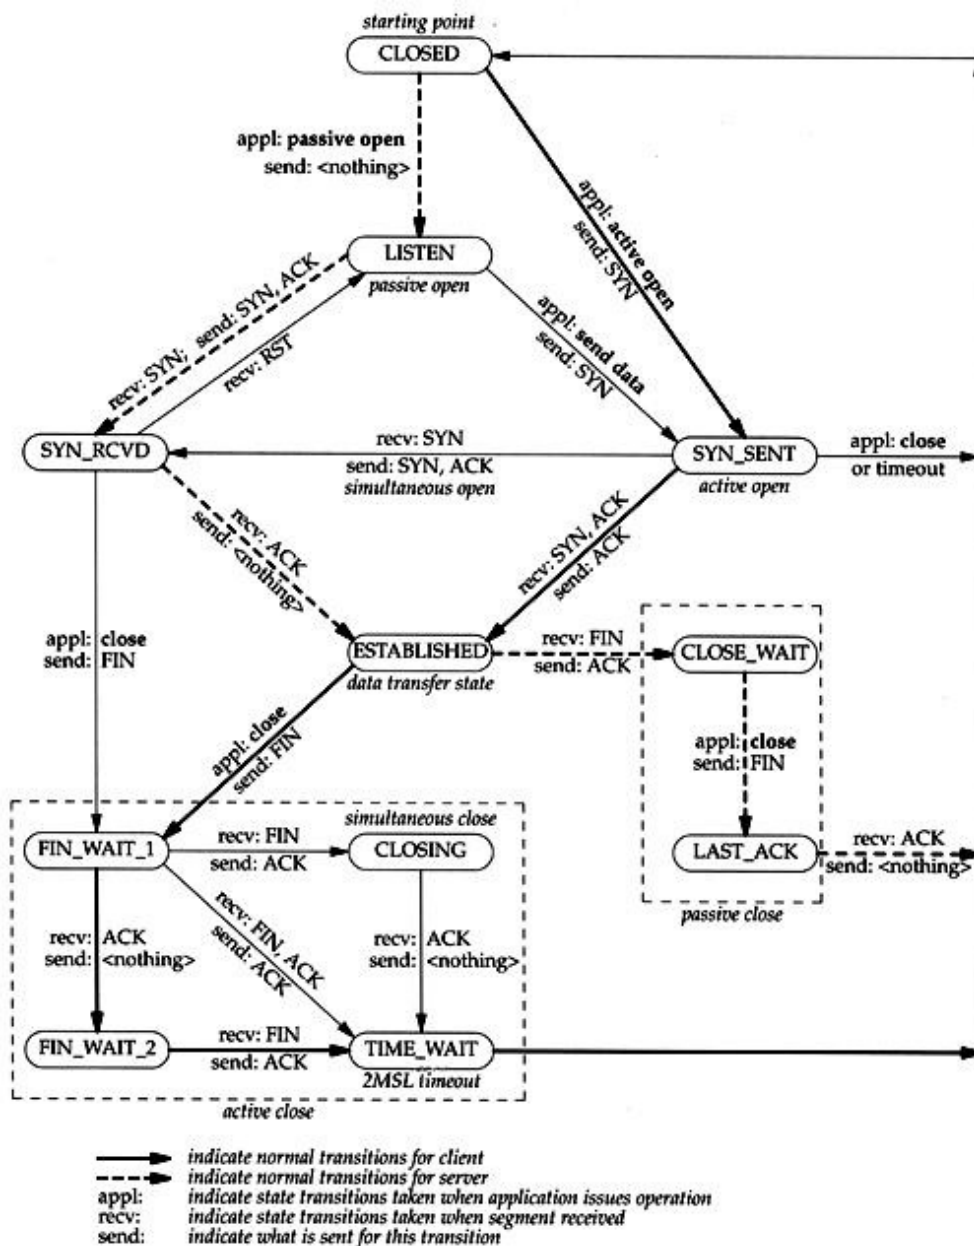 starting point
CLOSED
appl: passive open
send: <nothing>
appl: active open
send: SYN
LISTEN
passive open
recv: SYN; send: SYN, ACK
recv: RST
appl: send data
send: SYN
SYN_RCVD
recv: SYN
send: SYN, ACK
simultaneous open
SYN_SENT
active open
appl: close
or timeout
recv: ACK
send: <nothing>
recv: SYN, ACK
send: ACK
appl: close
send: FIN
ESTABLISHED
data transfer state
recv: FIN
send: ACK
CLOSE_WAIT
appl: close
send: FIN
appl: close
send: FIN
simultaneous close
FIN_WAIT_1
recv: FIN
send: ACK
CLOSING
LAST_ACK
recv: ACK
send: <nothing>
passive close
recv: ACK
send: <nothing>
recv: FIN, ACK
send: ACK
recv: ACK
send: <nothing>
FIN_WAIT_2
recv: FIN
send: ACK
TIME_WAIT
2MSL timeout
active close
indicate normal transitions for client
indicate normal transitions for server
appl: indicate state transitions taken when application issues operation
recv: indicate state transitions taken when segment received
send: indicate what is sent for this transition